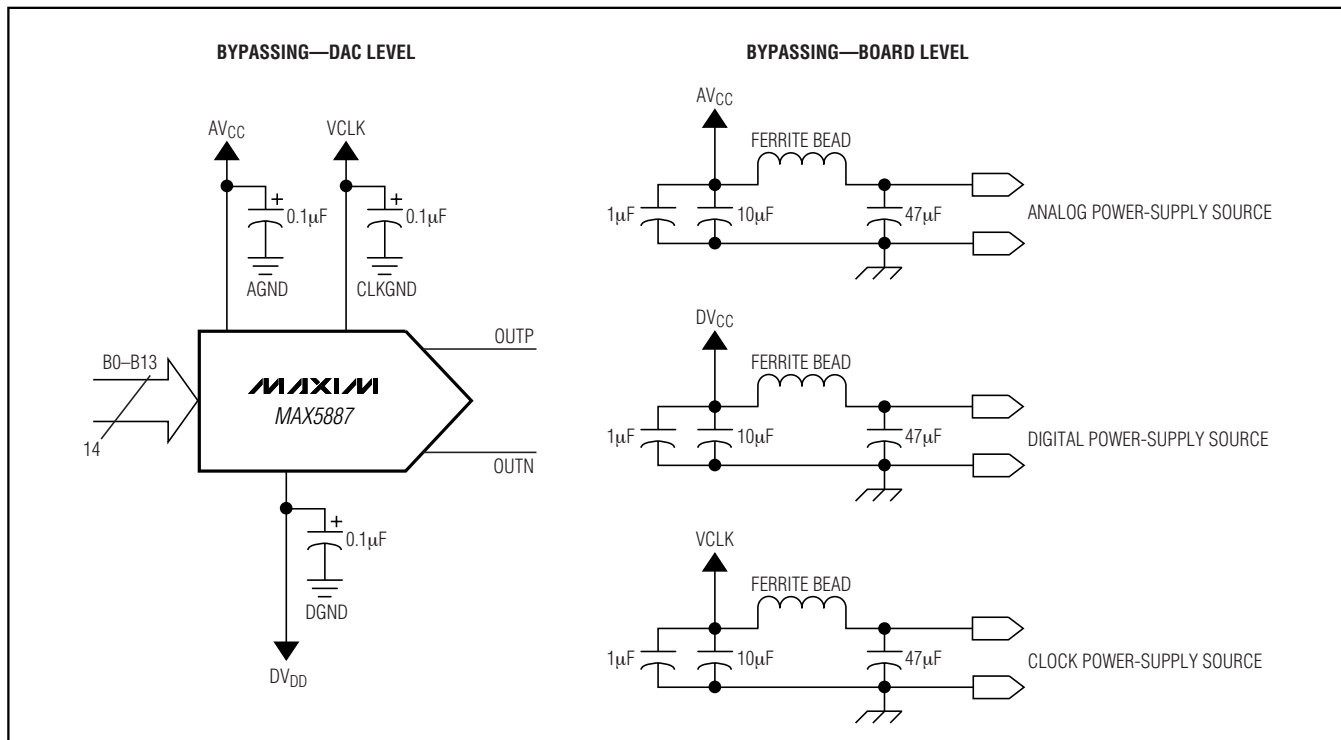 BYPASSING—DAC LEVEL
AVCC
VCLK
+
0.1µF
+
0.1µF
AGND
CLKGND
B0–B13
14
MAXIM
MAX5887
OUTP
OUTN
+
0.1µF
DGND
DVDD
BYPASSING—BOARD LEVEL
AVCC
FERRITE BEAD
1µF
10µF
47µF
ANALOG POWER-SUPPLY SOURCE
DVCC
FERRITE BEAD
1µF
10µF
47µF
DIGITAL POWER-SUPPLY SOURCE
VCLK
FERRITE BEAD
1µF
10µF
47µF
CLOCK POWER-SUPPLY SOURCE